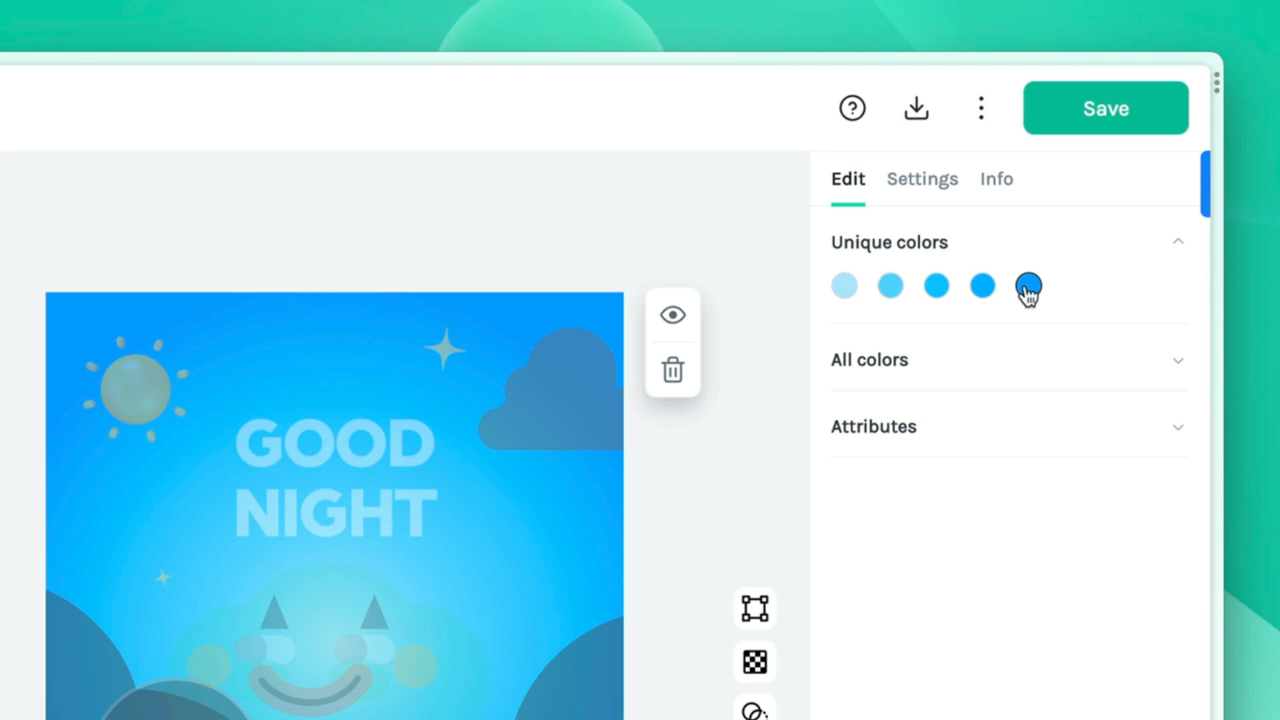 Save
Edit Settings Info
Unique colors
All colors
Attributes
GOOD
NIGHT